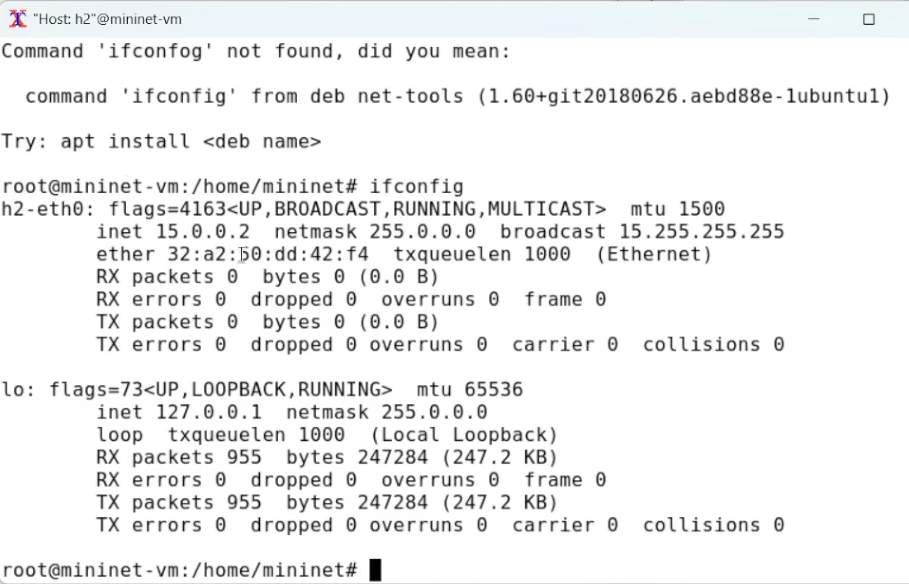 "Host: h2"@mininet-vm
Command 'ifconfog' not found, did you mean:
  command 'ifconfig' from deb net-tools (1.60+git20180626.aebd88e-1ubuntu1)
Try: apt install <deb name>
root@mininet-vm:/home/mininet# ifconfig
h2-eth0: flags=4163<UP,BROADCAST,RUNNING,MULTICAST>  mtu 1500
        inet 15.0.0.2  netmask 255.0.0.0  broadcast 15.255.255.255
        ether 32:a2:50:dd:42:f4  txqueuelen 1000  (Ethernet)
        RX packets 0  bytes 0 (0.0 B)
        RX errors 0  dropped 0  overruns 0  frame 0
        TX packets 0  bytes 0 (0.0 B)
        TX errors 0  dropped 0 overruns 0  carrier 0  collisions 0
lo: flags=73<UP,LOOPBACK,RUNNING>  mtu 65536
        inet 127.0.0.1  netmask 255.0.0.0
        loop  txqueuelen 1000  (Local Loopback)
        RX packets 955  bytes 247284 (247.2 KB)
        RX errors 0  dropped 0  overruns 0  frame 0
        TX packets 955  bytes 247284 (247.2 KB)
        TX errors 0  dropped 0 overruns 0  carrier 0  collisions 0
root@mininet-vm:/home/mininet#